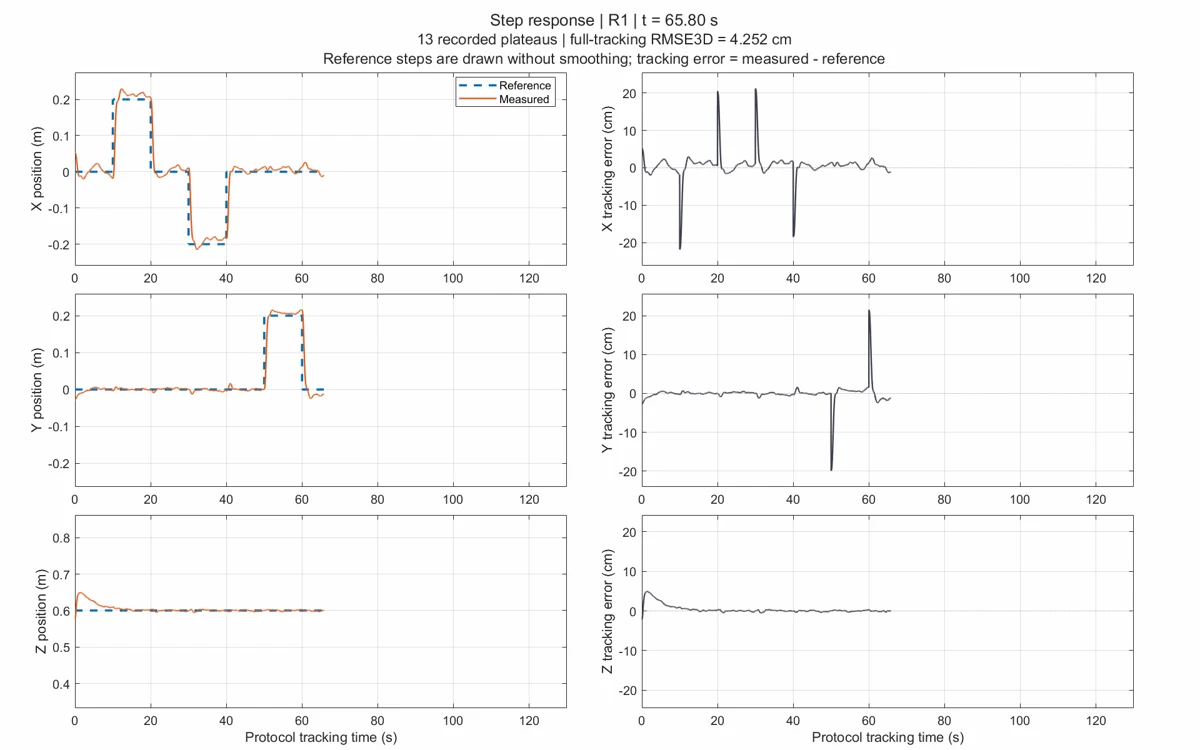 Step response | R1 | t = 65.80 s
13 recorded plateaus | full-tracking RMSE3D = 4.252 cm
Reference steps are drawn without smoothing; tracking error = measured - reference
X position (m)
0.2
0.1
0
-0.1
-0.2
Reference
Measured
0 20 40 60 80 100 120
X tracking error (cm)
20
10
0
-10
-20
0 20 40 60 80 100 120
Y position (m)
0.2
0.1
0
-0.1
-0.2
0 20 40 60 80 100 120
Y tracking error (cm)
20
10
0
-10
-20
0 20 40 60 80 100 120
Z position (m)
0.8
0.7
0.6
0.5
0.4
0 20 40 60 80 100 120
Protocol tracking time (s)
Z tracking error (cm)
20
10
0
-10
-20
0 20 40 60 80 100 120
Protocol tracking time (s)